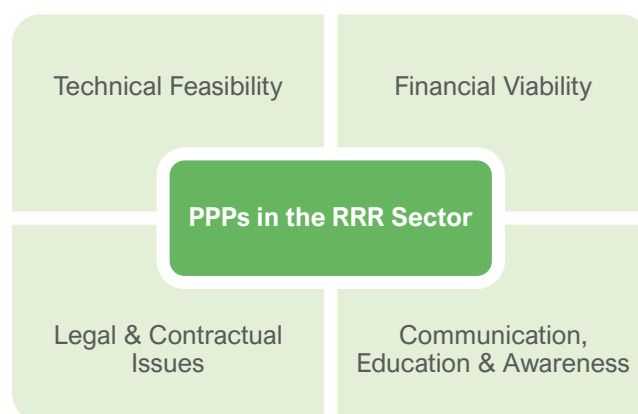 Technical Feasibility
Financial Viability
PPPs in the RRR Sector
Legal & Contractual
Issues
Communication,
Education & Awareness